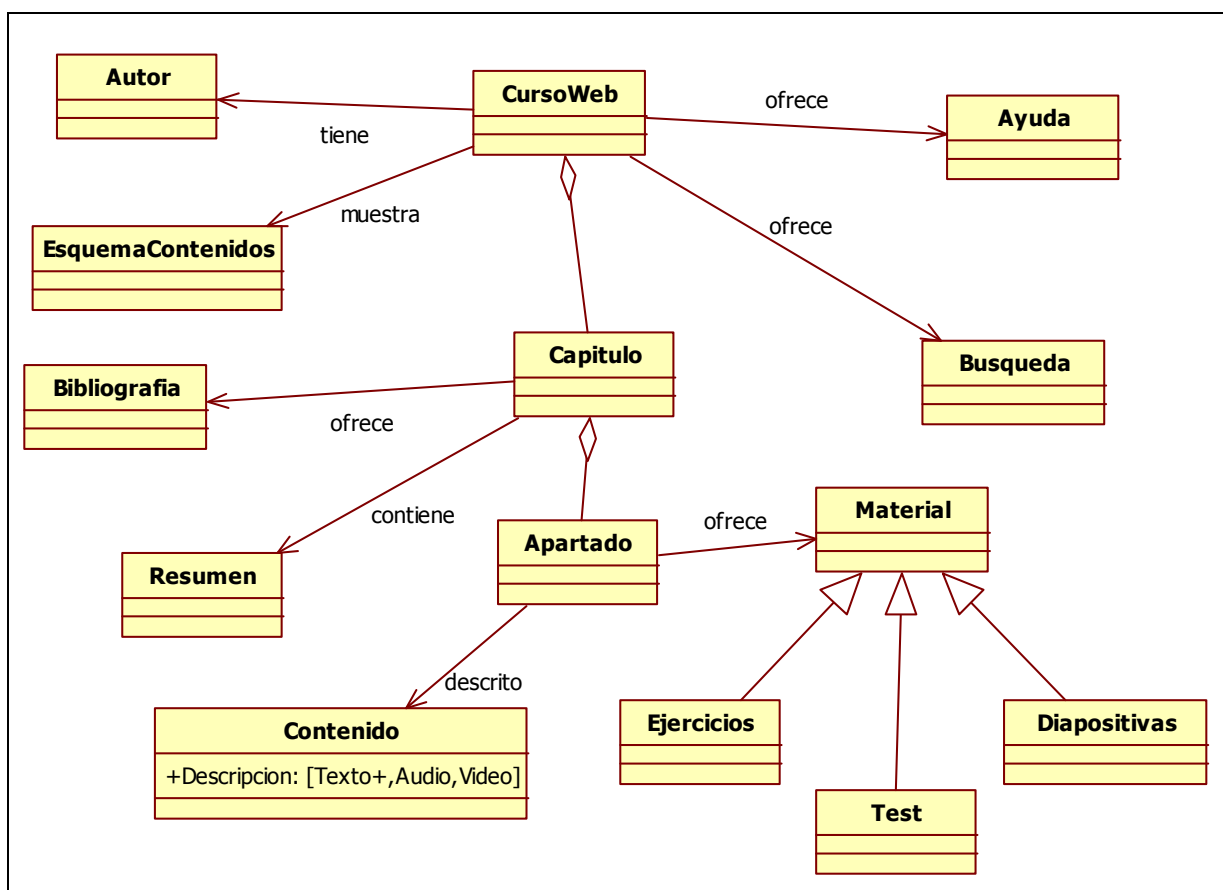 Autor
CursoWeb
ofrece
Ayuda
tiene
muestra
ofrece
EsquemaContenidos
Capitulo
Busqueda
Bibliografia
ofrece
contiene
ofrece
Material
Apartado
Resumen
descrito
Contenido
+Descripcion: [Texto+,Audio,Video]
Ejercicios
Diapositivas
Test